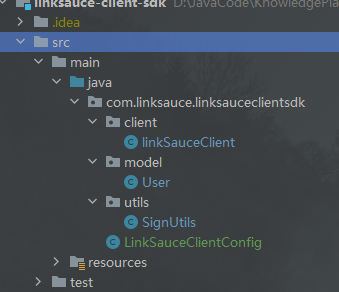 linksauce-client-sdk D:\JavaCode\KnowledgePla
.idea
src
main
java
com.linksauce.linksauceclientsdk
client
linkSauceClient
model
User
utils
SignUtils
LinkSauceClientConfig
resources
test